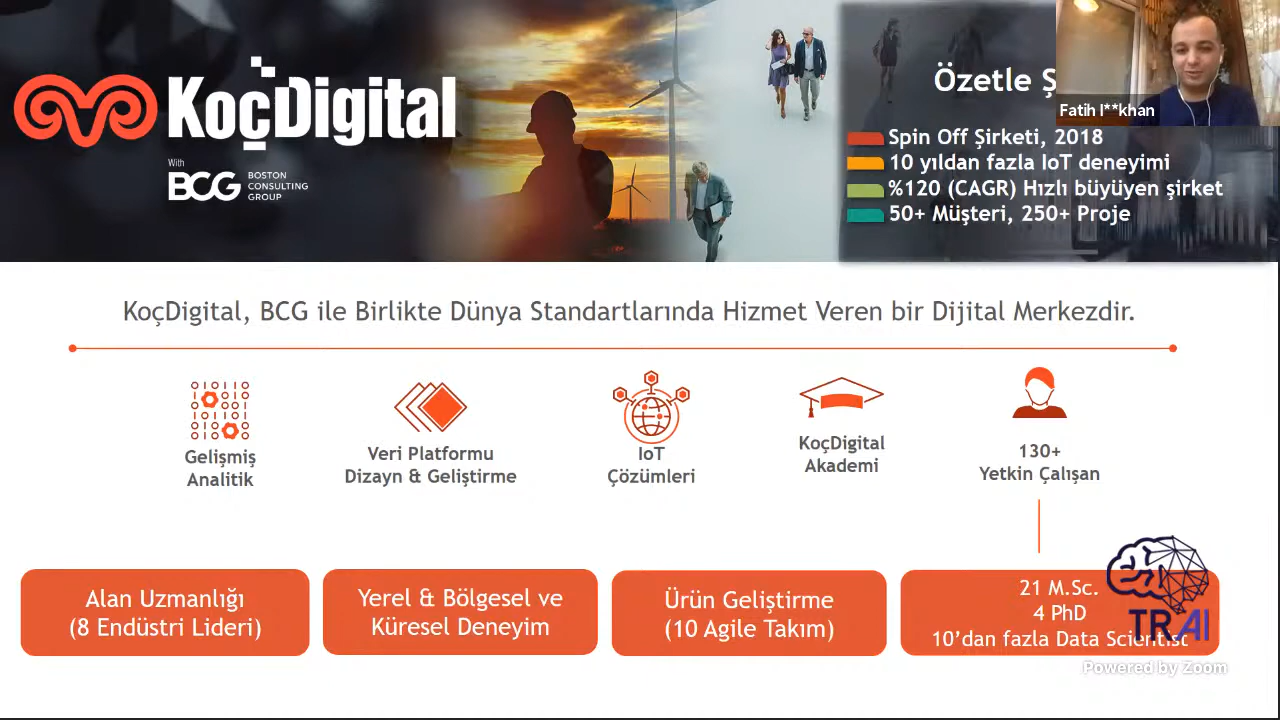 KoçDigital
With
BCG BOSTON
CONSULTING
GROUP
Özetle Ş
Fatih I**khan
Spin Off Şirketi, 2018
10 yıldan fazla IoT deneyimi
%120 (CAGR) Hızlı büyüyen şirket
50+ Müşteri, 250+ Proje
KoçDigital, BCG ile Birlikte Dünya Standartlarında Hizmet Veren bir Dijital Merkezdir.
Gelişmiş
Analitik
Veri Platformu
Dizayn & Geliştirme
IoT
Çözümleri
KoçDigital
Akademi
130+
Yetkin Çalışan
Alan Uzmanlığı
(8 Endüstri Lideri)
Yerel & Bölgesel ve
Küresel Deneyim
Ürün Geliştirme
(10 Agile Takım)
21 M.Sc.
4 PhD
10’dan fazla Data Scientist
TRAI
Powered by Zoom